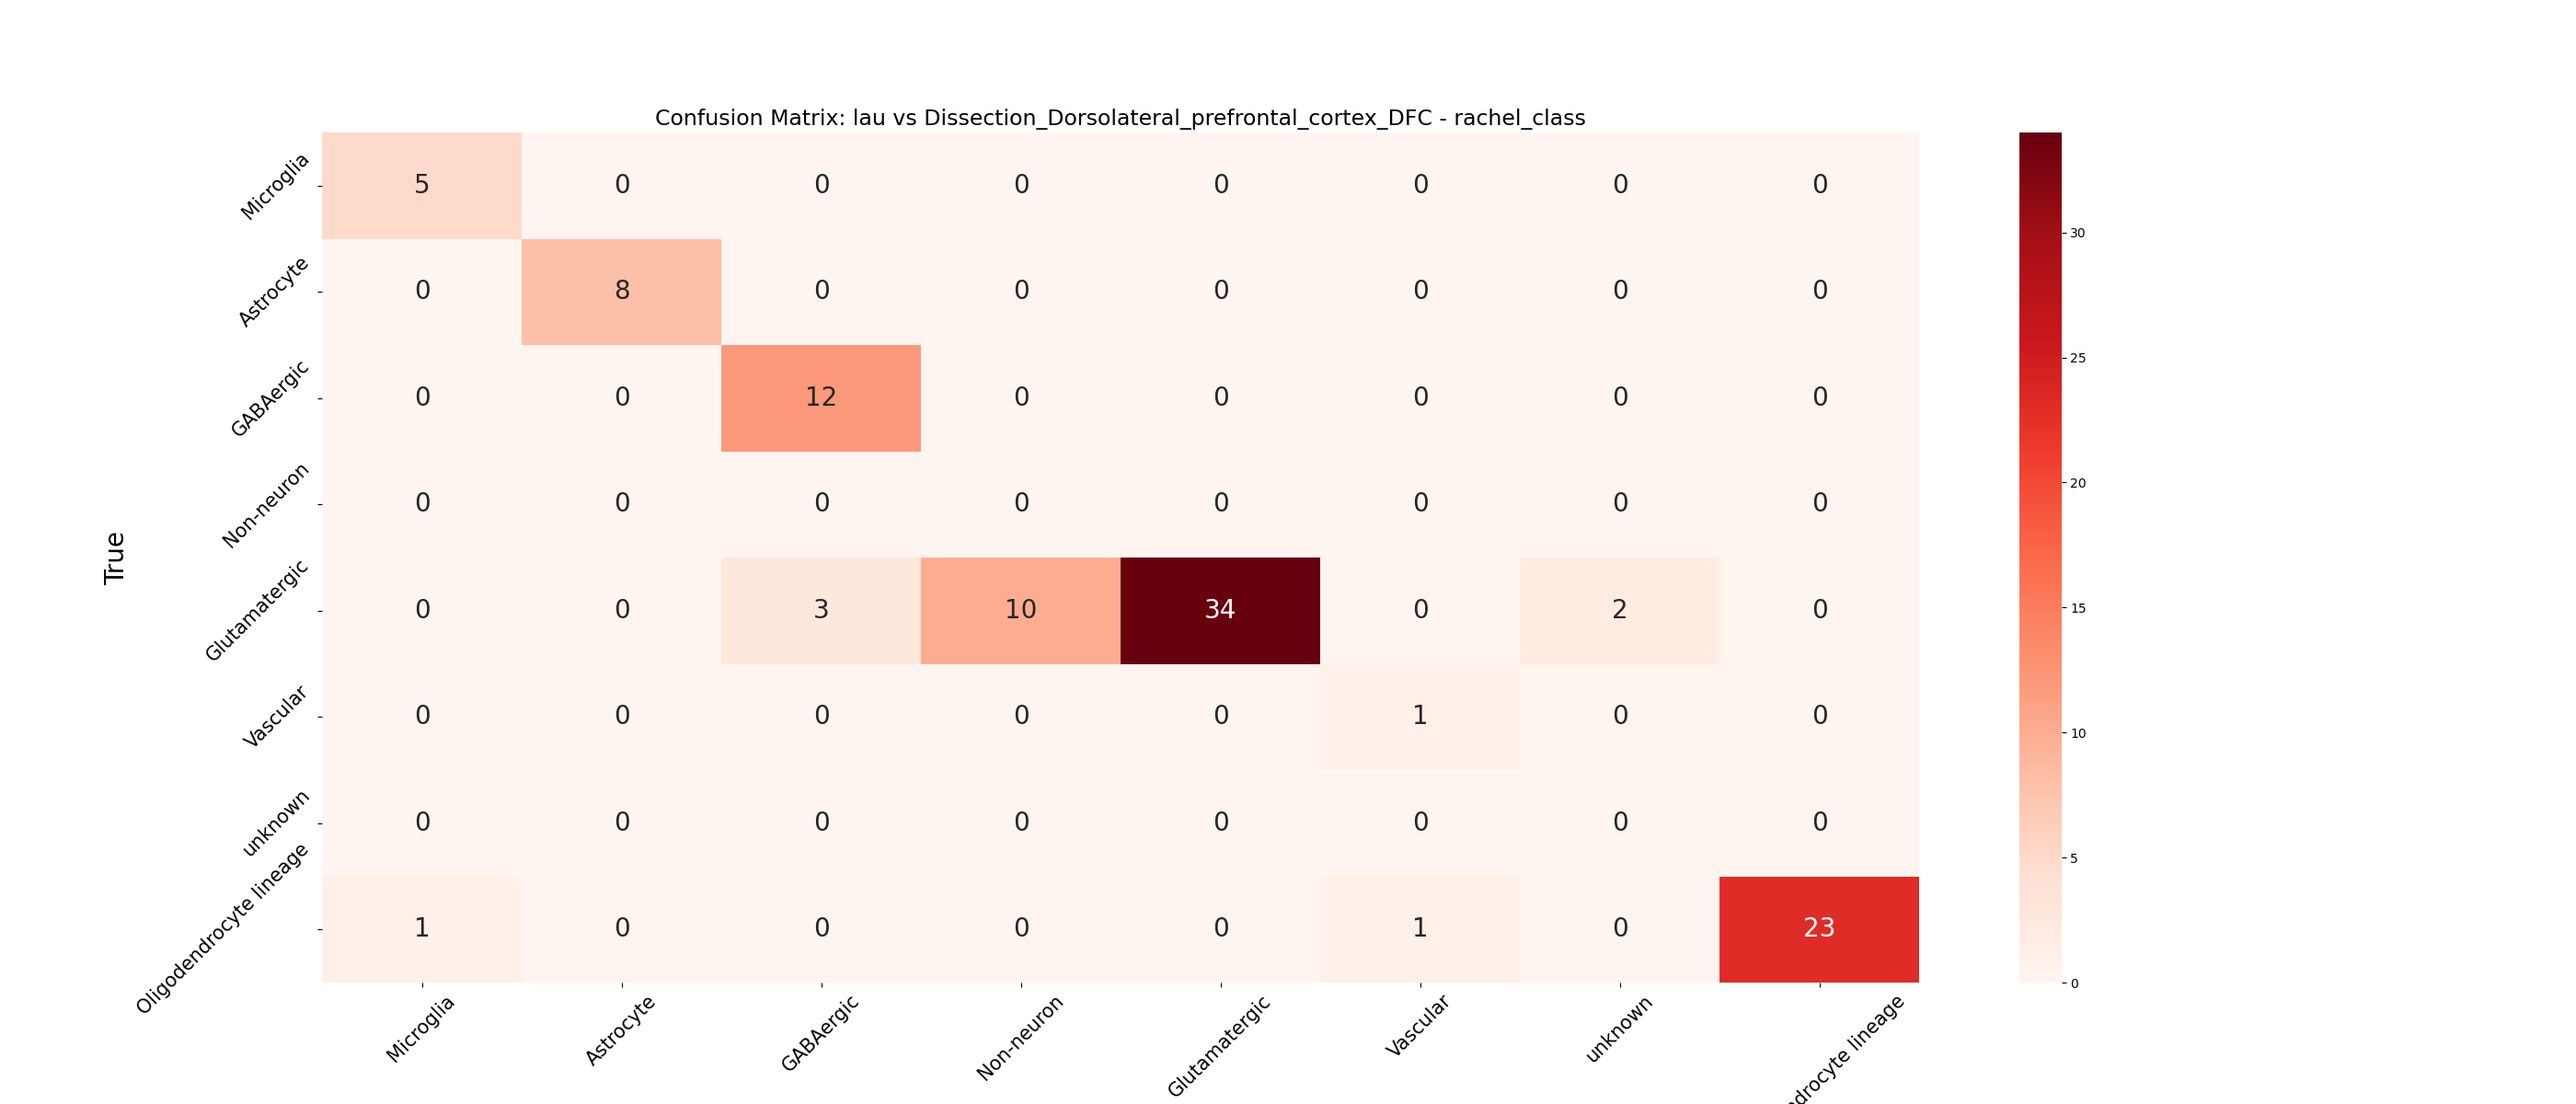 Confusion Matrix: lau vs Dissection_Dorsolateral_prefrontal_cortex_DFC - rachel_class
True
Microglia 5 0 0 0 0 0 0 0
Astrocyte 0 8 0 0 0 0 0 0
GABAergic 0 0 12 0 0 0 0 0
Non-neuron 0 0 0 0 0 0 0 0
Glutamatergic 0 0 3 10 34 0 2 0
Vascular 0 0 0 0 0 1 0 0
unknown 0 0 0 0 0 0 0 0
Oligodendrocyte lineage 1 0 0 0 0 1 0 23
Microglia Astrocyte GABAergic Non-neuron Glutamatergic Vascular unknown lineage
30
25
20
15
10
5
0